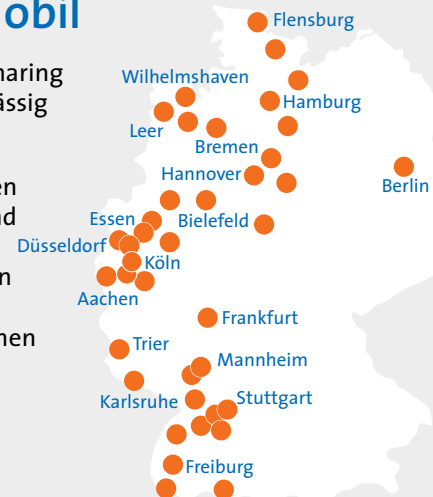 obil
haring
ässig
en
nd
n
nen
Flensburg
Wilhelmshaven
Hamburg
Leer
Bremen
Hannover
Berlin
Essen
Bielefeld
Düsseldorf
Köln
Aachen
Frankfurt
Trier
Mannheim
Karlsruhe
Stuttgart
Freiburg